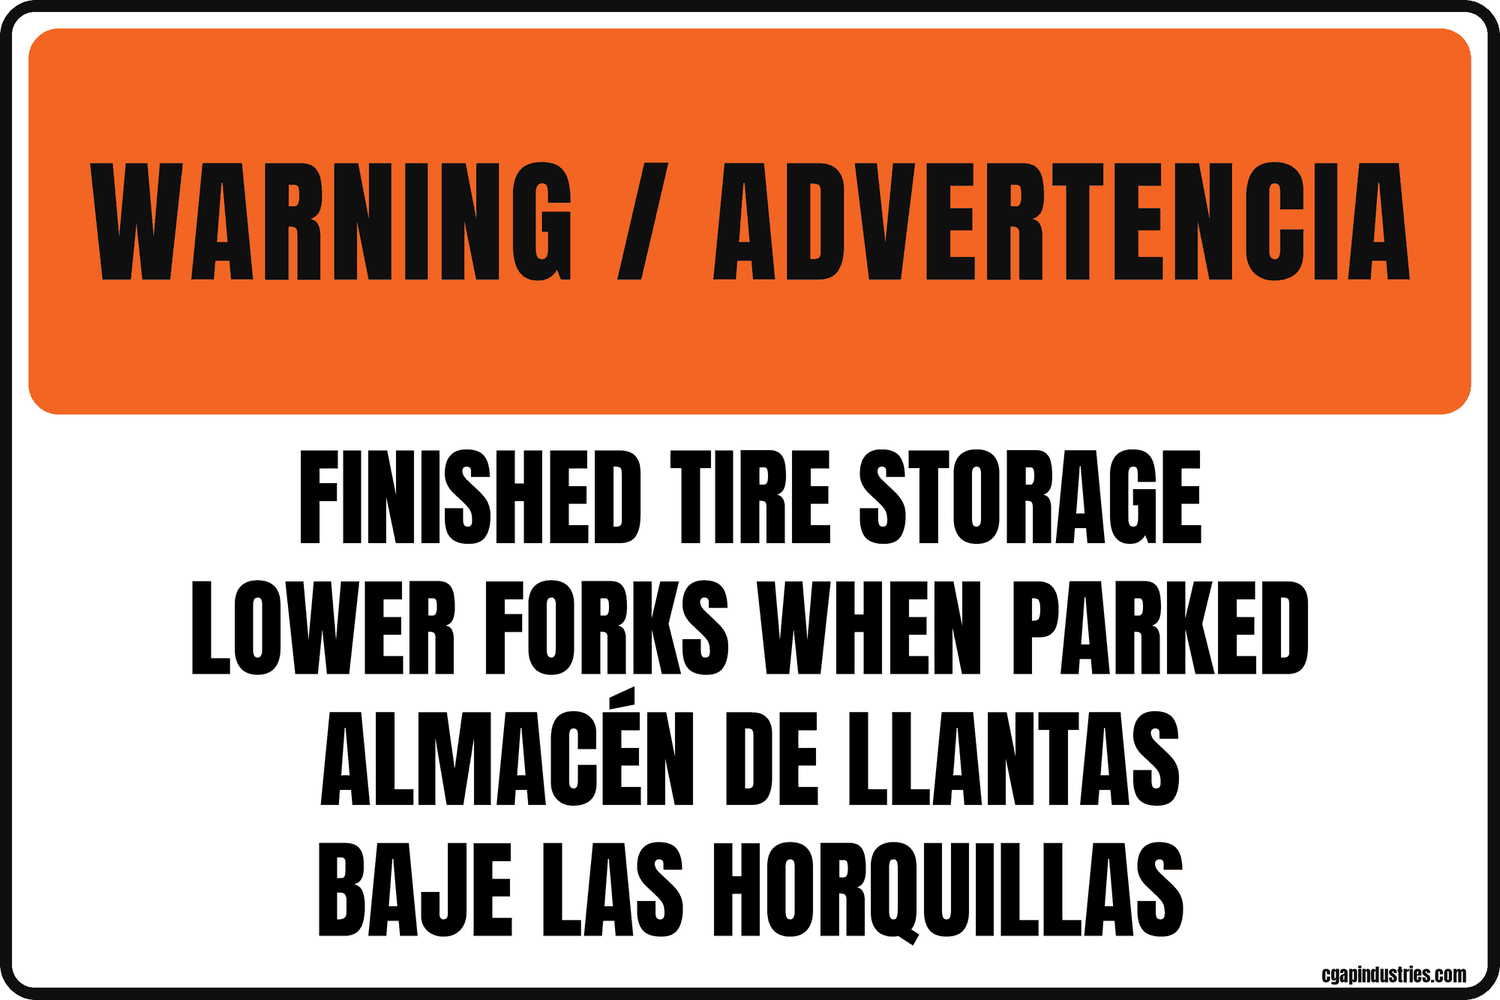 WARNING / ADVERTENCIA
FINISHED TIRE STORAGE
LOWER FORKS WHEN PARKED
ALMACÉN DE LLANTAS
BAJE LAS HORQUILLAS
cgapindustries.com